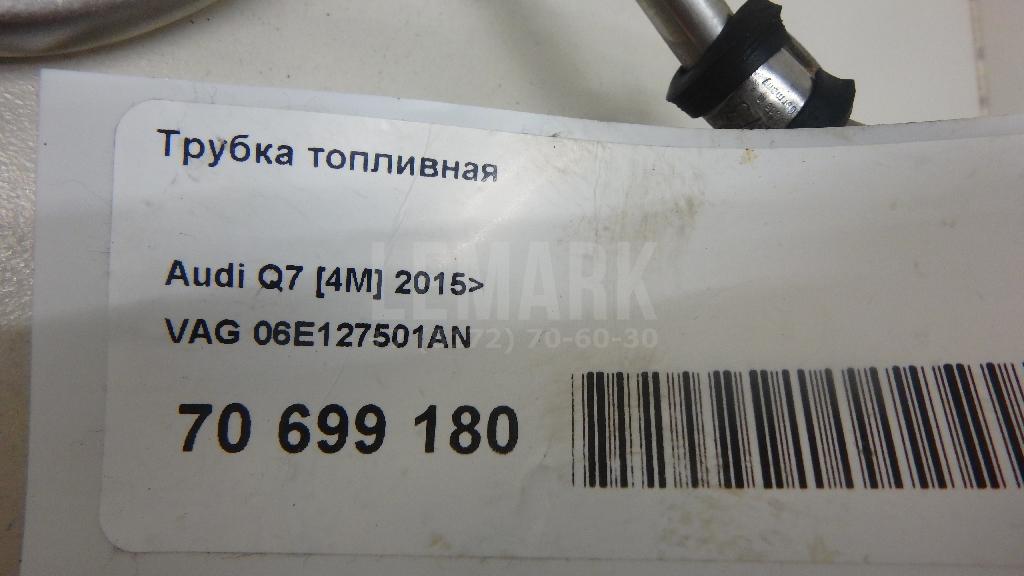 Трубка топливная
Audi Q7 [4M] 2015>
LEMARK
VAG 06E127501AN
72) 70-60-30
70 699 180